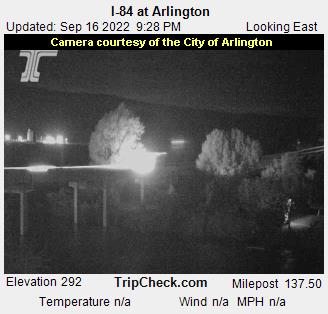 I-84 at Arlington
Updated: Sep 16 2022 9:28 PM Looking East
Camera courtesy of the City of Arlington
Elevation 292 TripCheck.com Milepost 137.50
Temperature n/a Wind n/a MPH n/a